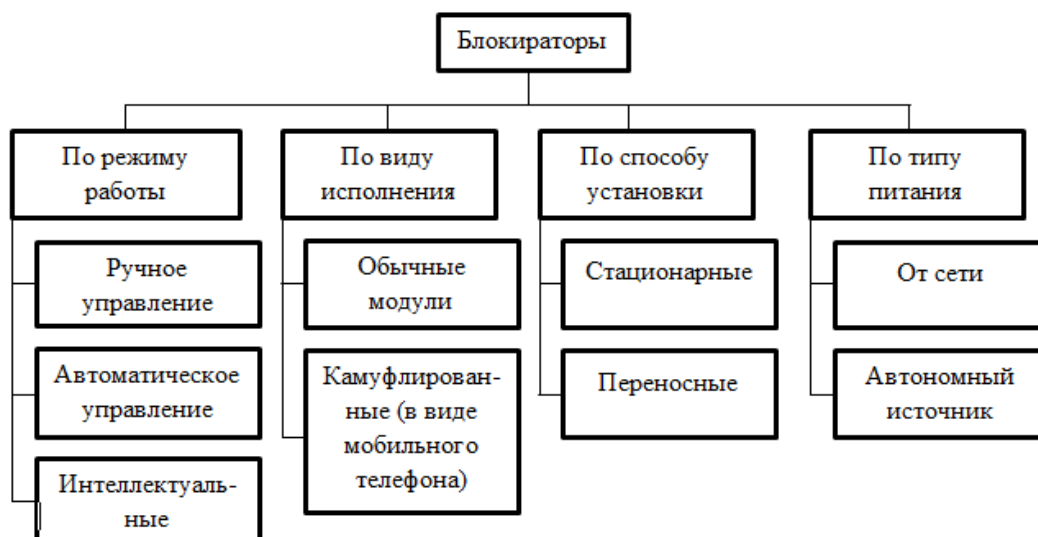 Блокираторы
По режиму
работы
Ручное
управление
Автоматическое
управление
Интеллектуаль-
ные
По виду
исполнения
Обычные
модули
Камуфлирован-
ные (в виде
мобильного
телефона)
По способу
установки
Стационарные
Переносные
По типу
питания
От сети
Автономный
источник